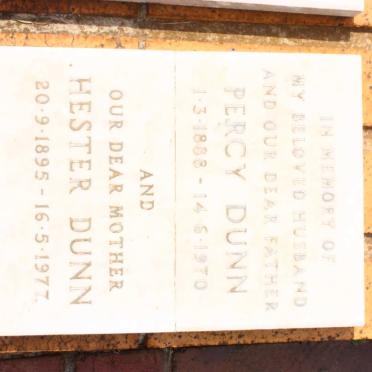 IN MEMORY OF
MY BELOVED HUSBAND
AND OUR DEAR FATHER
PERCY DUNN
1·3·1888 - 14·6·1970
AND
OUR DEAR MOTHER
HESTER DUNN
20·9·1895 - 16·5·1977